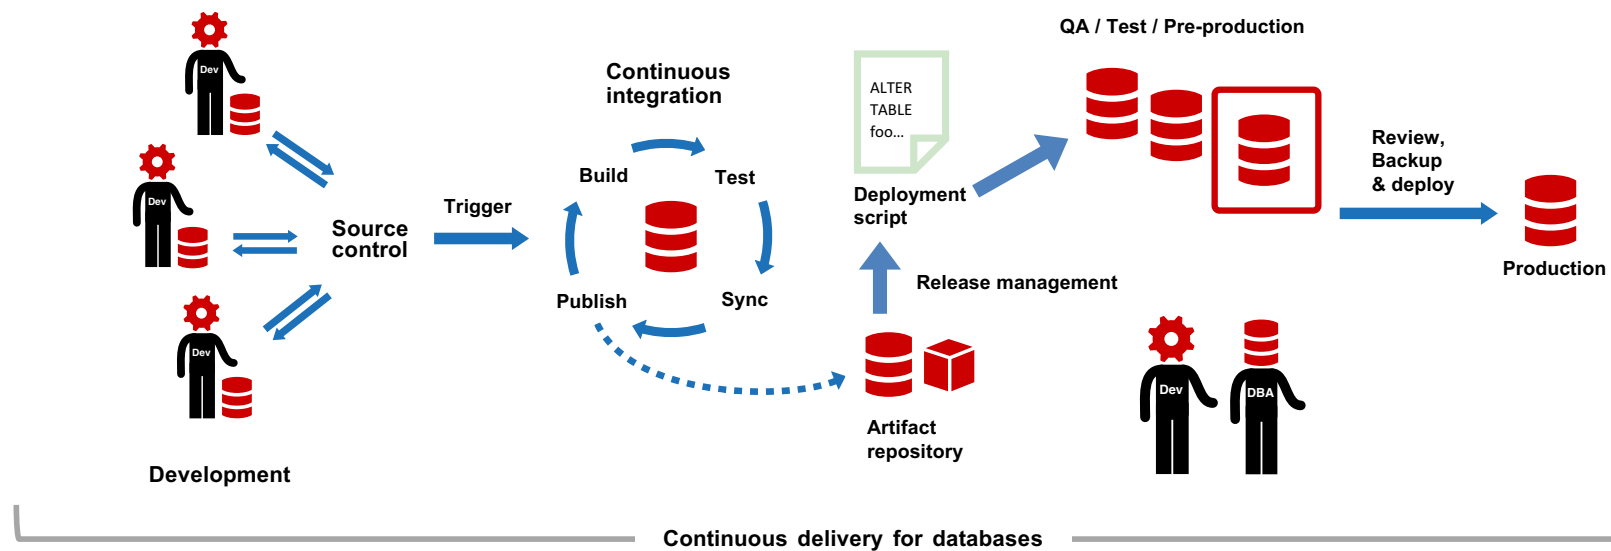 Dev
Dev
Dev
Development
Source
control
Trigger
Continuous
integration
Build
Test
Sync
Publish
ALTER
TABLE
foo...
Deployment
script
Release management
Artifact
repository
QA / Test / Pre-production
Review,
Backup
& deploy
Production
Dev
DBA
Continuous delivery for databases